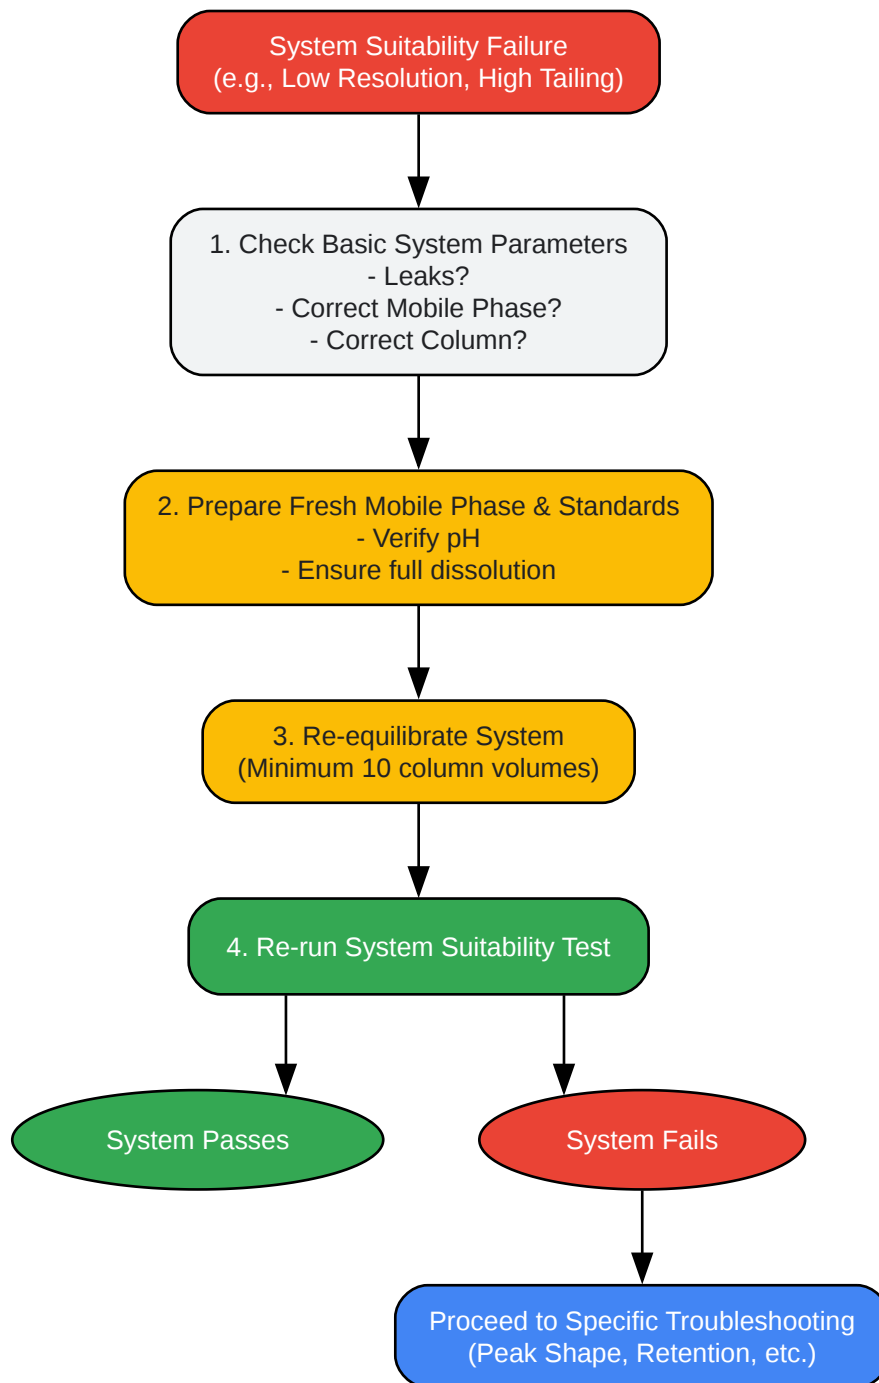 System Suitability Failure
(e.g., Low Resolution, High Tailing)
1. Check Basic System Parameters
- Leaks?
- Correct Mobile Phase?
- Correct Column?
2. Prepare Fresh Mobile Phase & Standards
- Verify pH
- Ensure full dissolution
3. Re-equilibrate System
(Minimum 10 column volumes)
4. Re-run System Suitability Test
System Passes
System Fails
Proceed to Specific Troubleshooting
(Peak Shape, Retention, etc.)